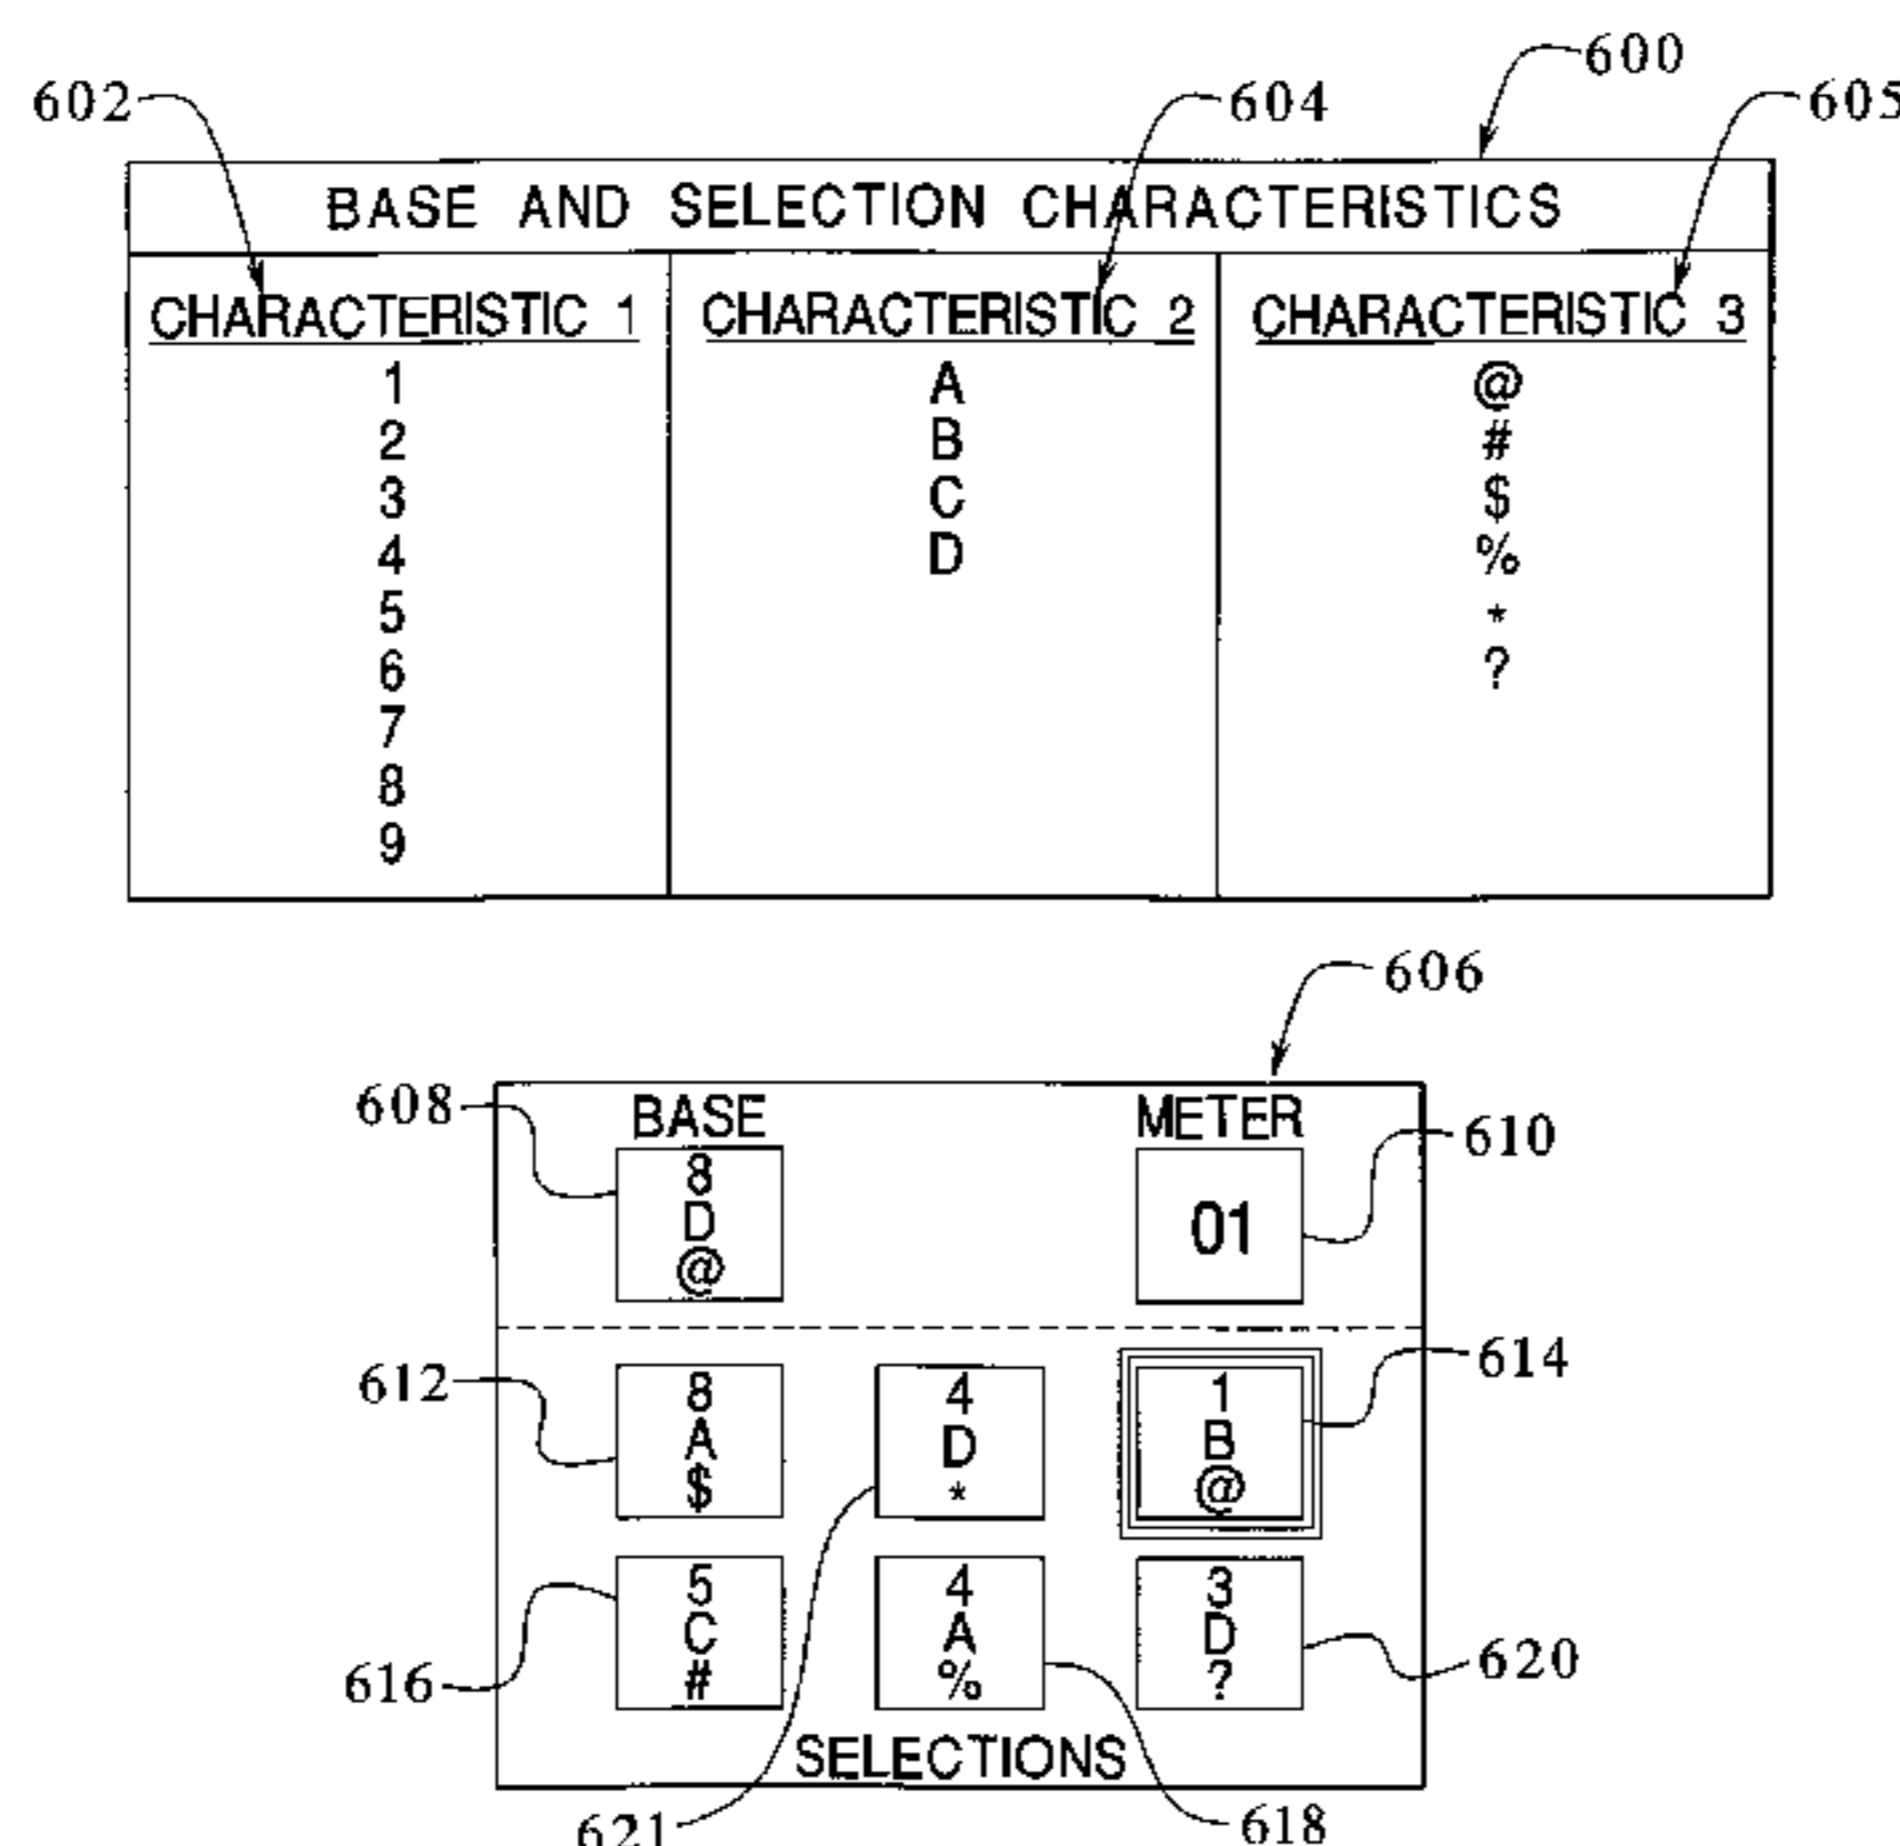 600
602
604
605
BASE AND SELECTION CHARACTERISTICS
CHARACTERISTIC 1 CHARACTERISTIC 2 CHARACTERISTIC 3
1 A @
2 B #
3 C $
4 D %
5 *
6 ?
7
8
9
606
608 BASE METER
610
8
D
@
01
612
8
A
$
4
D
*
1
B
@
614
616
5
C
#
4
A
%
3
D
?
620
SELECTIONS
621
618